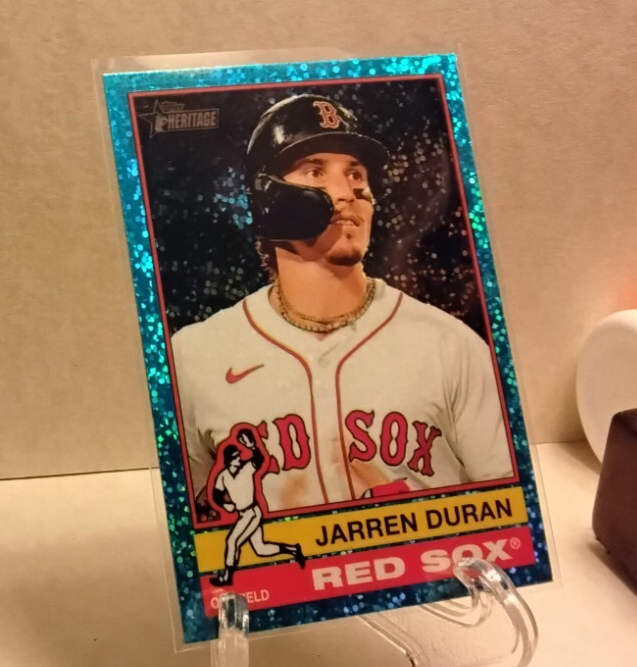 Topps
HERITAGE
B
RED SOX
JARREN DURAN
RED SOX®